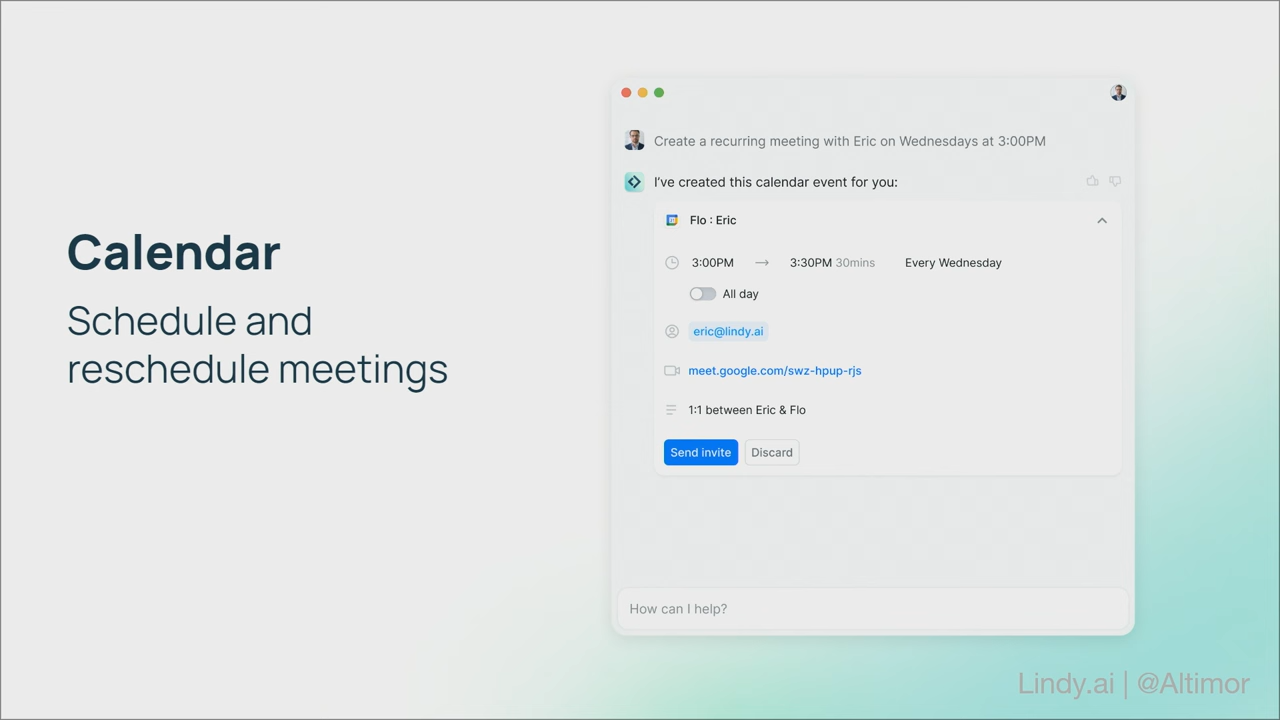 Calendar
Schedule and
reschedule meetings
Create a recurring meeting with Eric on Wednesdays at 3:00PM
I've created this calendar event for you:
Flo : Eric
3:00PM → 3:30PM 30mins Every Wednesday
All day
eric@lindy.ai
meet.google.com/swz-hpup-rjs
1:1 between Eric & Flo
Send invite Discard
How can I help?
Lindy.ai | @Altimor